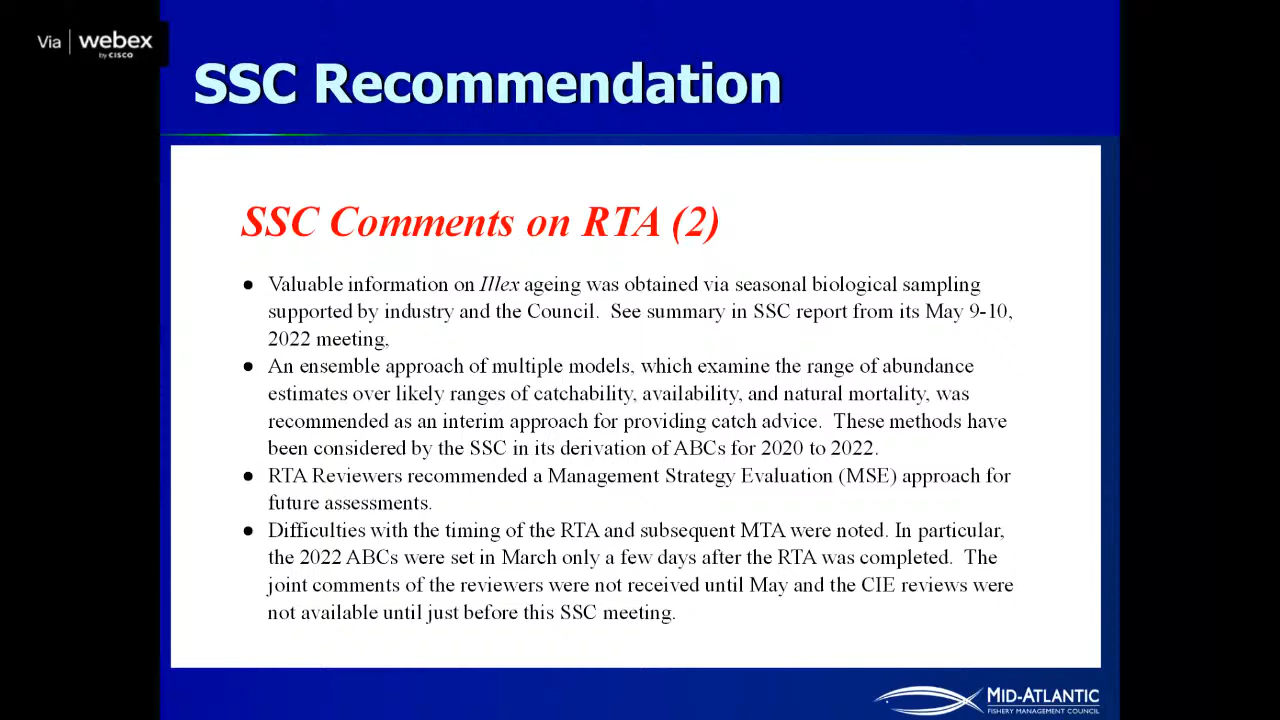 Via | webex
by CISCO
SSC Recommendation
SSC Comments on RTA (2)
● Valuable information on Illex ageing was obtained via seasonal biological sampling
supported by industry and the Council.  See summary in SSC report from its May 9-10,
2022 meeting,
● An ensemble approach of multiple models, which examine the range of abundance
estimates over likely ranges of catchability, availability, and natural mortality, was
recommended as an interim approach for providing catch advice.  These methods have
been considered by the SSC in its derivation of ABCs for 2020 to 2022.
● RTA Reviewers recommended a Management Strategy Evaluation (MSE) approach for
future assessments.
● Difficulties with the timing of the RTA and subsequent MTA were noted. In particular,
the 2022 ABCs were set in March only a few days after the RTA was completed.  The
joint comments of the reviewers were not received until May and the CIE reviews were
not available until just before this SSC meeting.
MID-ATLANTIC
FISHERY MANAGEMENT COUNCIL